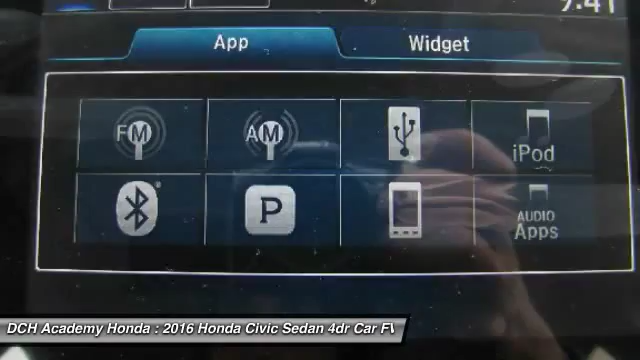 9:41
App Widget
FM AM iPod
P AUDIO Apps
DCH Academy Honda : 2016 Honda Civic Sedan 4dr Car